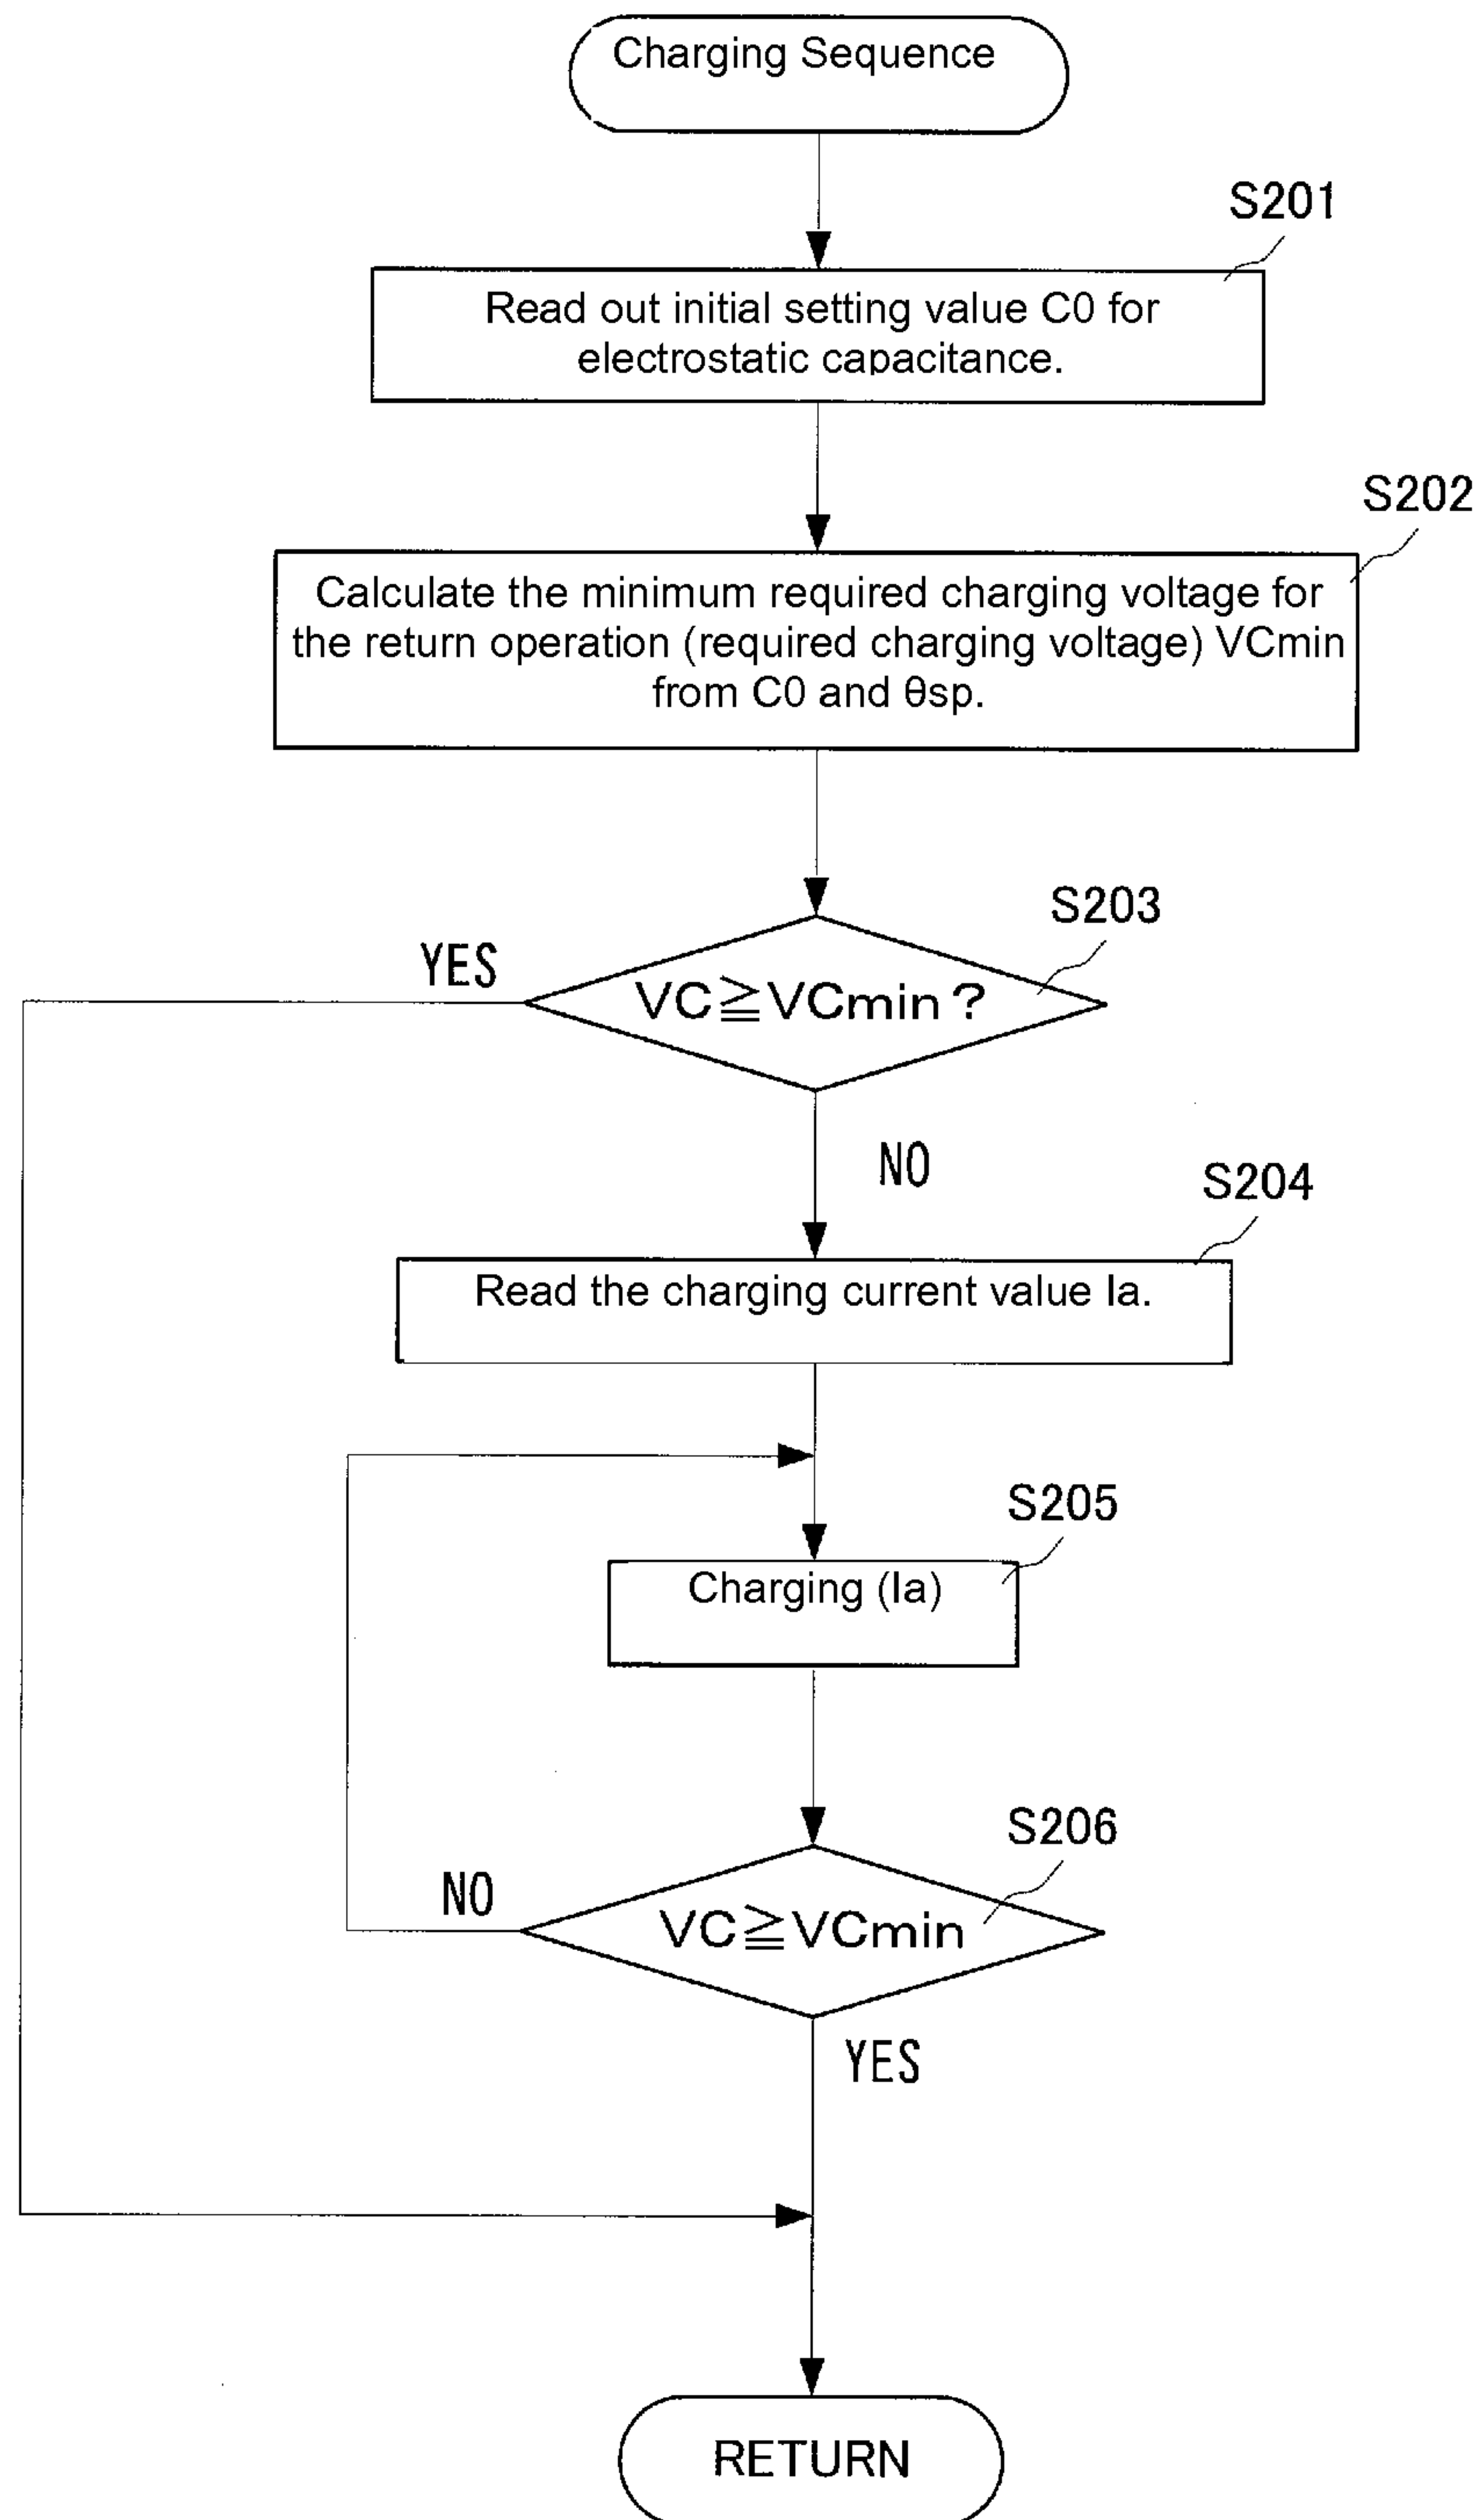 Charging Sequence
S201
Read out initial setting value C0 for
electrostatic capacitance.
S202
Calculate the minimum required charging voltage for
the return operation (required charging voltage) VCmin
from C0 and θsp.
S203
YES
VC≧VCmin ?
NO
S204
Read the charging current value Ia.
S205
Charging (Ia)
S206
NO
VC≧VCmin
YES
RETURN